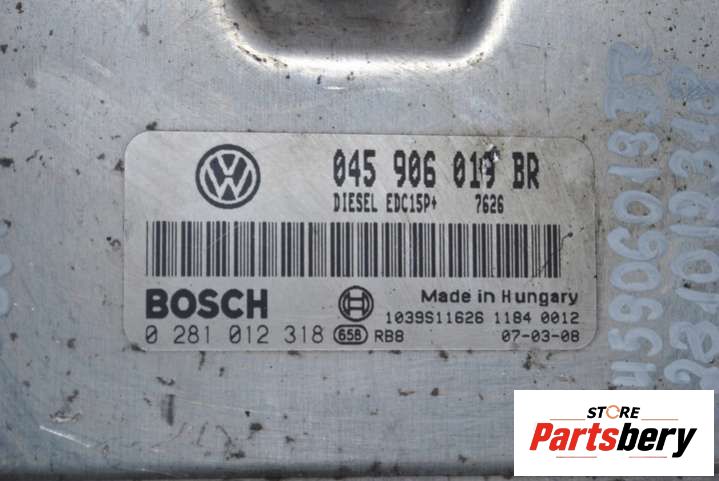 045 906 019 BR
DIESEL EDC15P+ 7626
BOSCH
Made in Hungary
1039S11626 1184 0012
0 281 012 318 658 RB8 07-03-08
STORE
Partsbery